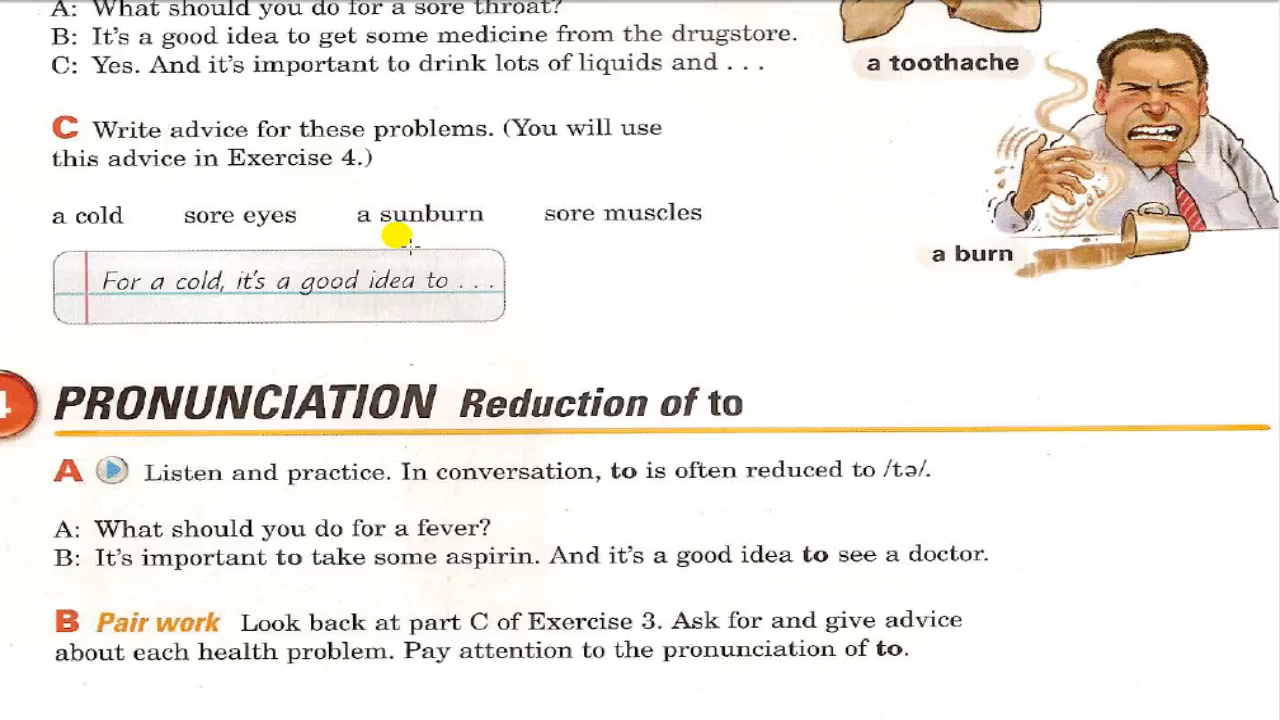 A: What should you do for a sore throat?
B: It's a good idea to get some medicine from the drugstore.
C: Yes. And it's important to drink lots of liquids and . . .
a toothache
C Write advice for these problems. (You will use
this advice in Exercise 4.)
a cold sore eyes a sunburn sore muscles
a burn
For a cold, it's a good idea to . . .
4 PRONUNCIATION Reduction of to
A Listen and practice. In conversation, to is often reduced to /tə/.
A: What should you do for a fever?
B: It's important to take some aspirin. And it's a good idea to see a doctor.
B Pair work Look back at part C of Exercise 3. Ask for and give advice
about each health problem. Pay attention to the pronunciation of to.